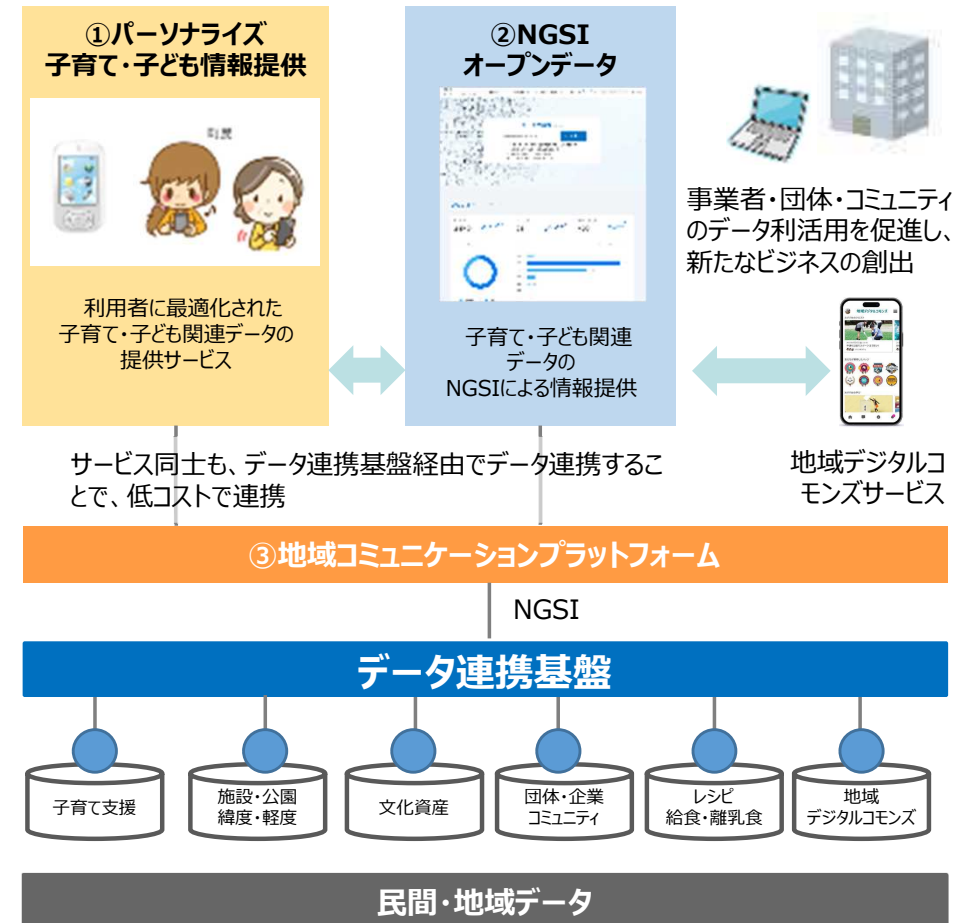 ①パーソナライズ
子育て・子ども情報提供
町民
利用者に最適化された
子育て・子ども関連データの
提供サービス
②NGSI
オープンデータ
子育て・子ども関連
データの
NGSIによる情報提供
事業者・団体・コミュニティ
のデータ利活用を促進し、
新たなビジネスの創出
地域デジタルコ
モンズサービス
サービス同士も、データ連携基盤経由でデータ連携するこ
とで、低コストで連携
③地域コミュニケーションプラットフォーム
NGSI
データ連携基盤
子育て支援
施設・公園
緯度・軽度
文化資産
団体・企業
コミュニティ
レシピ
給食・離乳食
地域
デジタルコモンズ
民間・地域データ